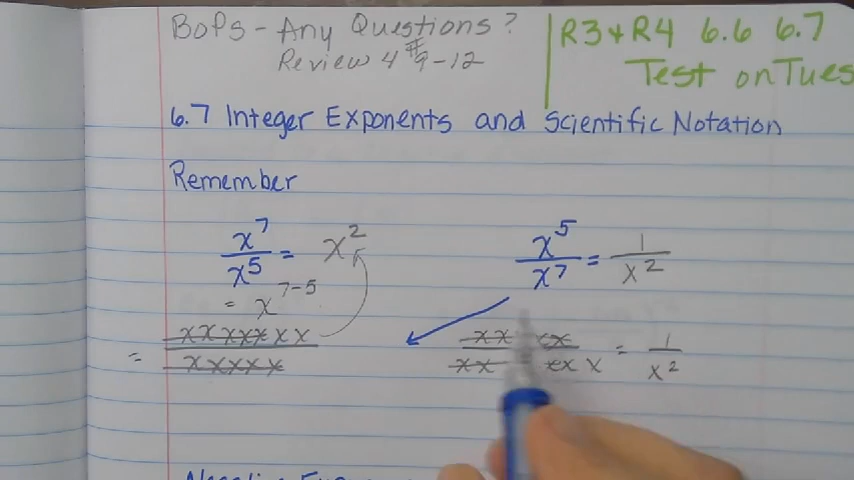 BOPS - Any Questions?
Review 4 #9-12
R3 + R4 6.6 6.7
Test on Tues
6.7 Integer Exponents and Scientific Notation
Remember
x^7/x^5 = x^2
= x^(7-5)
= xxxxxxx/xxxxx
x^5/x^7 = 1/x^2
xx xx/xx xx x = 1/x^2